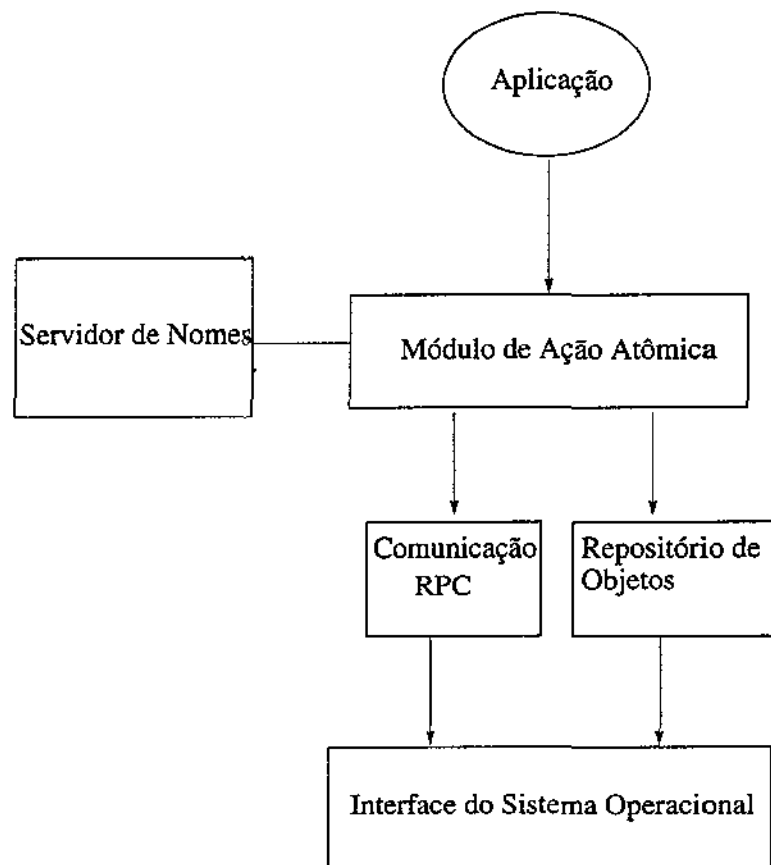 Aplicação
Servidor de Nomes
Módulo de Ação Atômica
Comunicação
RPC
Repositório de
Objetos
Interface do Sistema Operacional